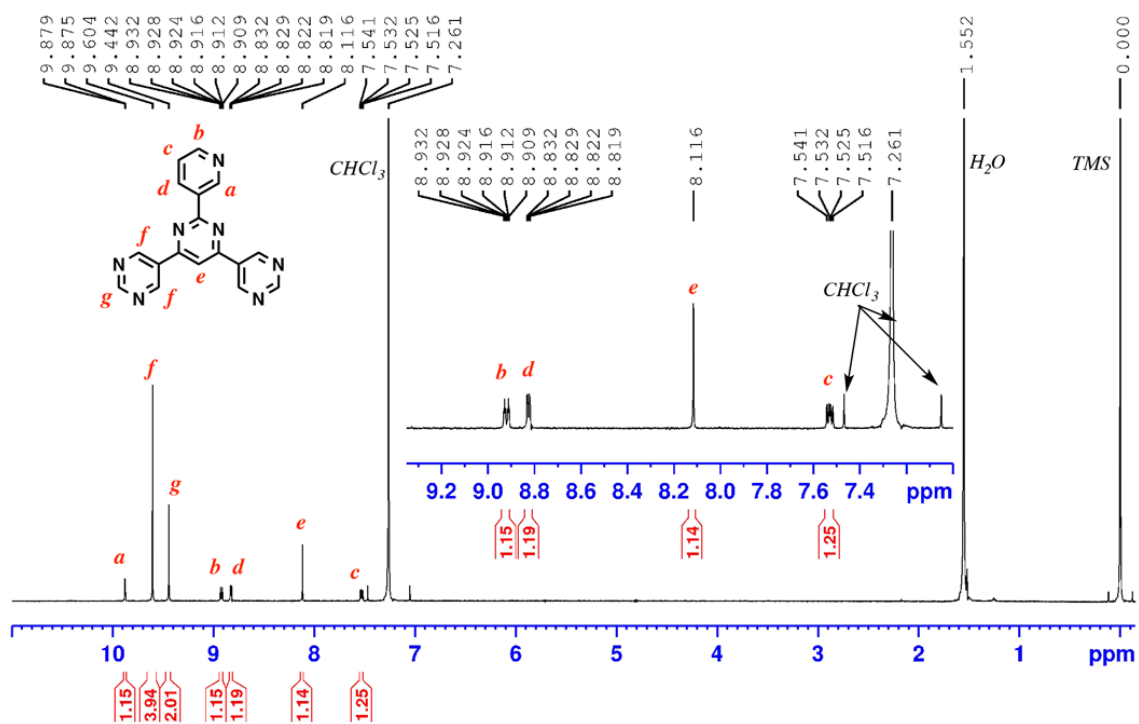 9.879
9.875
9.604
9.442
8.932
8.928
8.924
8.916
8.912
8.909
8.832
8.829
8.822
8.819
8.116
7.541
7.532
7.525
7.516
7.261
1.552
0.000
b
c
N
d
a
N
N
f
f
N
N
N
N
g
f
e
CHCl3
8.932
8.928
8.924
8.916
8.912
8.909
8.832
8.829
8.822
8.819
8.116
7.541
7.532
7.525
7.516
7.261
H2O
TMS
CHCl3
e
b
d
c
9.2 9.0 8.8 8.6 8.4 8.2 8.0 7.8 7.6 7.4 ppm
1.15
1.19
1.14
1.25
f
g
a
b
d
e
c
10 9 8 7 6 5 4 3 2 1 ppm
1.15
3.94
2.01
1.15
1.19
1.14
1.25